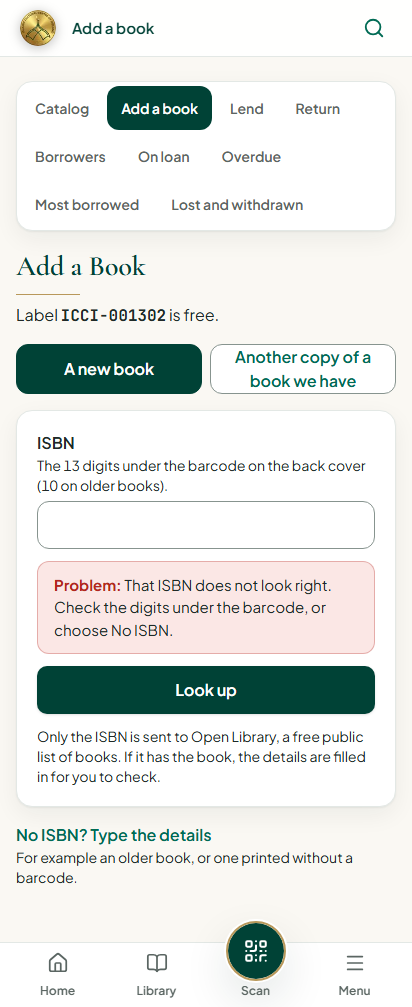 Add a book
Catalog
Add a book
Lend
Return
Borrowers
On loan
Overdue
Most borrowed
Lost and withdrawn
Add a Book
Label ICCI-001302 is free.
A new book
Another copy of a
book we have
ISBN
The 13 digits under the barcode on the back cover
(10 on older books).
Problem: That ISBN does not look right.
Check the digits under the barcode, or
choose No ISBN.
Look up
Only the ISBN is sent to Open Library, a free public
list of books. If it has the book, the details are filled
in for you to check.
No ISBN? Type the details
For example an older book, or one printed without a
barcode.
Home
Library
Scan
Menu